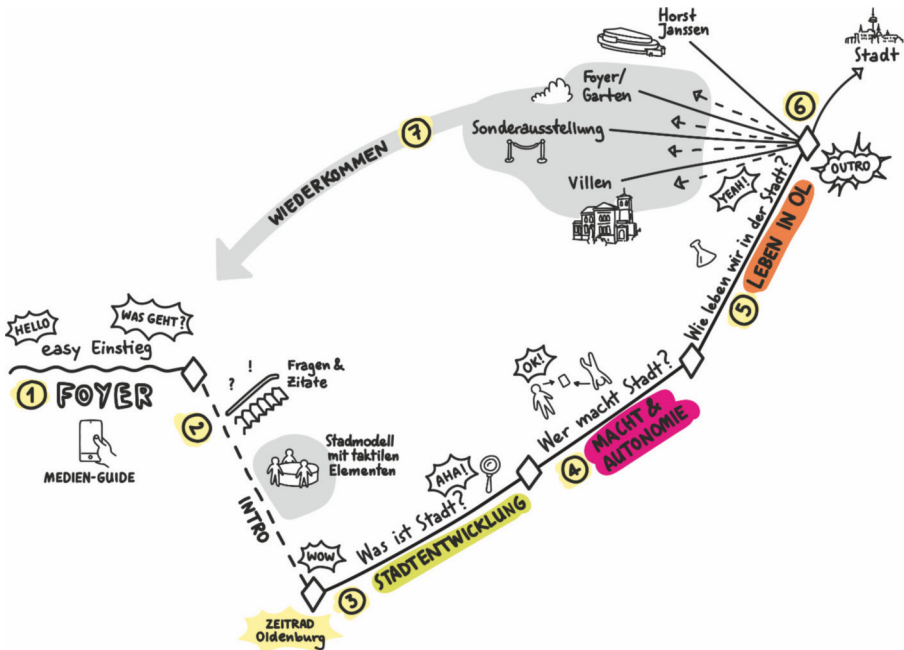 HELLO
WAS GEHT?
easy Einstieg
1 FOYER
MEDIEN-GUIDE
2
INTRO
? !
Fragen &
Zitate
Stadmodell
mit taktilen
Elementen
WOW
ZEITRAD
Oldenburg
3
Was ist Stadt?
STADTENTWICKLUNG
AHA!
4
Wer macht Stadt?
MACHT &
AUTONOMIE
OK!
5
Wie leben wir in der Stadt?
LEBEN IN OL
YEAH!
6
OUTRO
Stadt
Horst
Janssen
Foyer/
Garten
Sonderausstellung
Villen
7
WIEDERKOMMEN